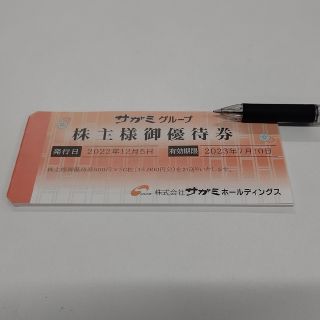 サガミグループ
株主様御優待券
発行日 2022年12月5日 有効期限 2023年7月10日
株式会社サガミホールディングス